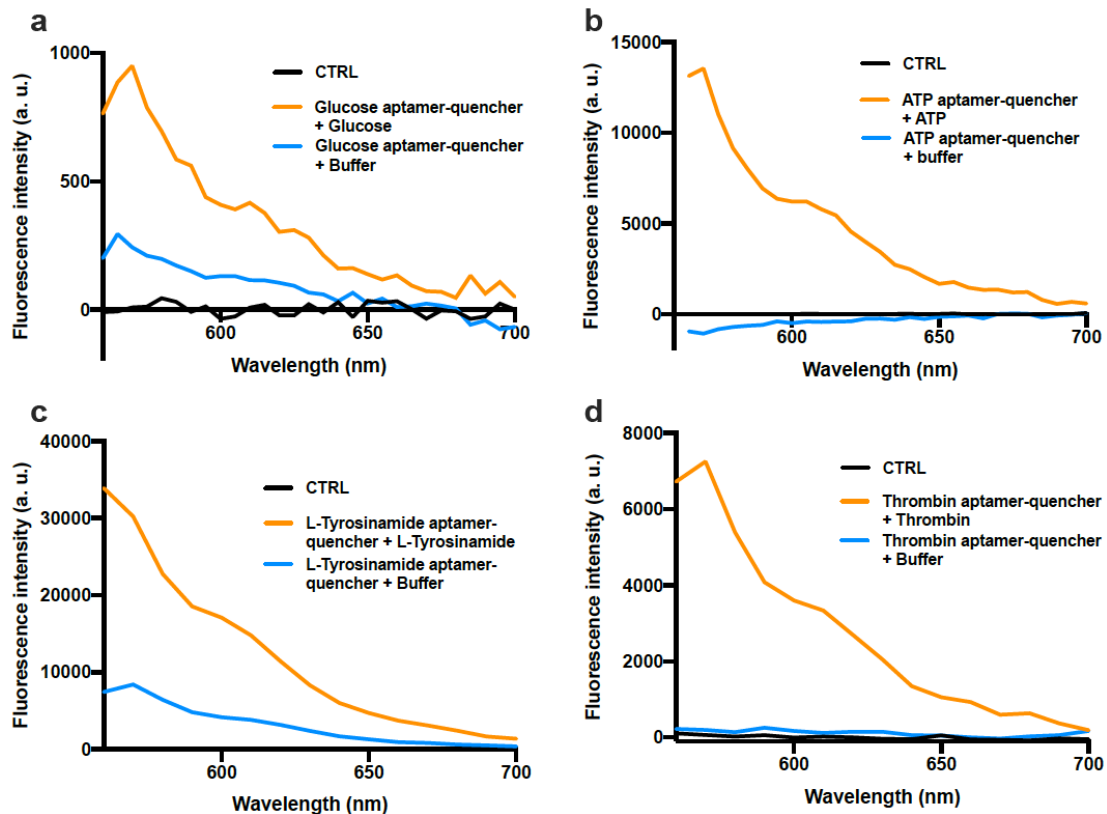 a
Fluorescence intensity (a. u.)
1000
500
0
600
650
700
Wavelength (nm)
CTRL
Glucose aptamer-quencher
+ Glucose
Glucose aptamer-quencher
+ Buffer
b
Fluorescence intensity (a. u.)
15000
10000
5000
0
600
650
700
Wavelength (nm)
CTRL
ATP aptamer-quencher
+ ATP
ATP aptamer-quencher
+ buffer
c
Fluorescence intensity (a. u.)
40000
30000
20000
10000
0
600
650
700
Wavelength (nm)
CTRL
L-Tyrosinamide aptamer-
quencher + L-Tyrosinamide
L-Tyrosinamide aptamer-
quencher + Buffer
d
Fluorescence intensity (a. u.)
8000
6000
4000
2000
0
600
650
700
Wavelength (nm)
CTRL
Thrombin aptamer-quencher
+ Thrombin
Thrombin aptamer-quencher
+ Buffer